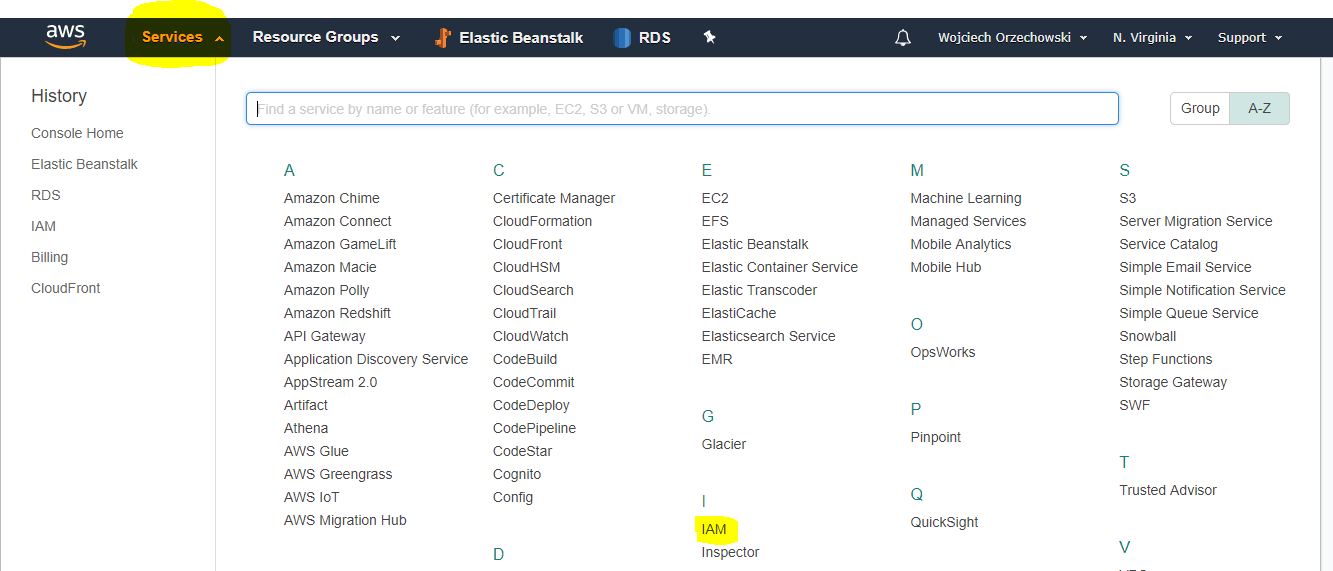 aws Services Resource Groups Elastic Beanstalk RDS Wojciech Orzechowski N. Virginia Support
History
Console Home
Elastic Beanstalk
RDS
IAM
Billing
CloudFront
Find a service by name or feature (for example, EC2, S3 or VM, storage).
Group A-Z
A
Amazon Chime
Amazon Connect
Amazon GameLift
Amazon Macie
Amazon Polly
Amazon Redshift
API Gateway
Application Discovery Service
AppStream 2.0
Artifact
Athena
AWS Glue
AWS Greengrass
AWS IoT
AWS Migration Hub
C
Certificate Manager
CloudFormation
CloudFront
CloudHSM
CloudSearch
CloudTrail
CloudWatch
CodeBuild
CodeCommit
CodeDeploy
CodePipeline
CodeStar
Cognito
Config
D
E
EC2
EFS
Elastic Beanstalk
Elastic Container Service
Elastic Transcoder
ElastiCache
Elasticsearch Service
EMR
G
Glacier
I
IAM
Inspector
M
Machine Learning
Managed Services
Mobile Analytics
Mobile Hub
O
OpsWorks
P
Pinpoint
Q
QuickSight
S
S3
Server Migration Service
Service Catalog
Simple Email Service
Simple Notification Service
Simple Queue Service
Snowball
Step Functions
Storage Gateway
SWF
T
Trusted Advisor
V